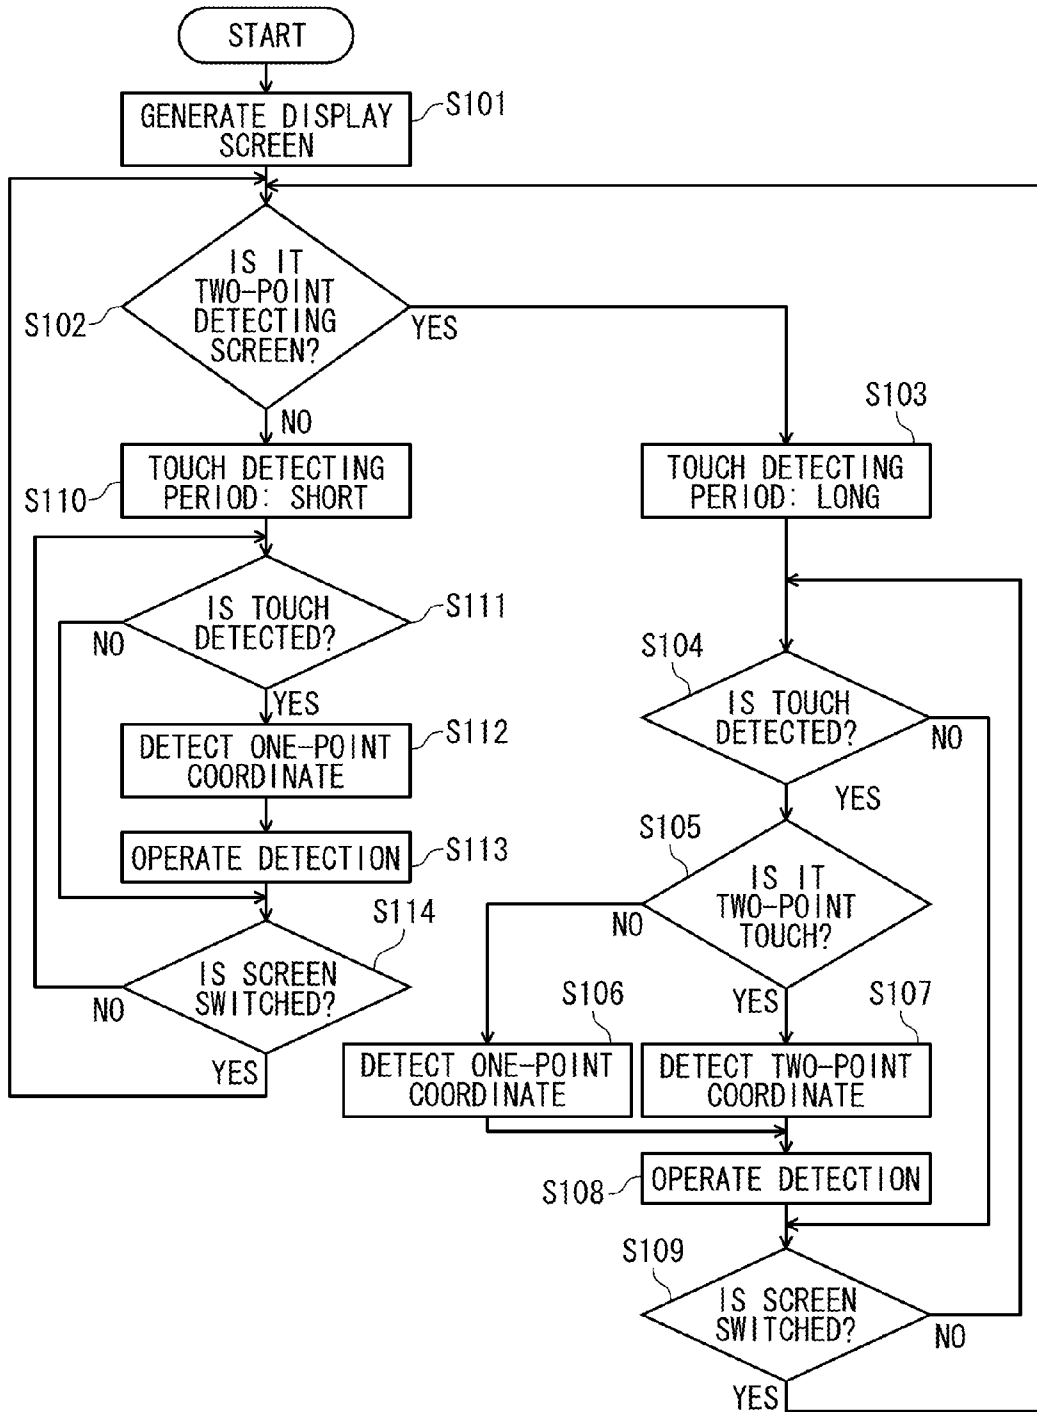 START
GENERATE DISPLAY
SCREEN
S101
IS IT
TWO-POINT
DETECTING
SCREEN?
S102
YES
NO
S103
TOUCH DETECTING
PERIOD: SHORT
S110
TOUCH DETECTING
PERIOD: LONG
IS TOUCH
DETECTED?
S111
NO
YES
S104
IS TOUCH
DETECTED?
NO
YES
DETECT ONE-POINT
COORDINATE
S112
OPERATE DETECTION
S113
S105
IS IT
TWO-POINT
TOUCH?
NO
YES
S114
IS SCREEN
SWITCHED?
NO
YES
S106
DETECT ONE-POINT
COORDINATE
S107
DETECT TWO-POINT
COORDINATE
OPERATE DETECTION
S108
S109
IS SCREEN
SWITCHED?
NO
YES